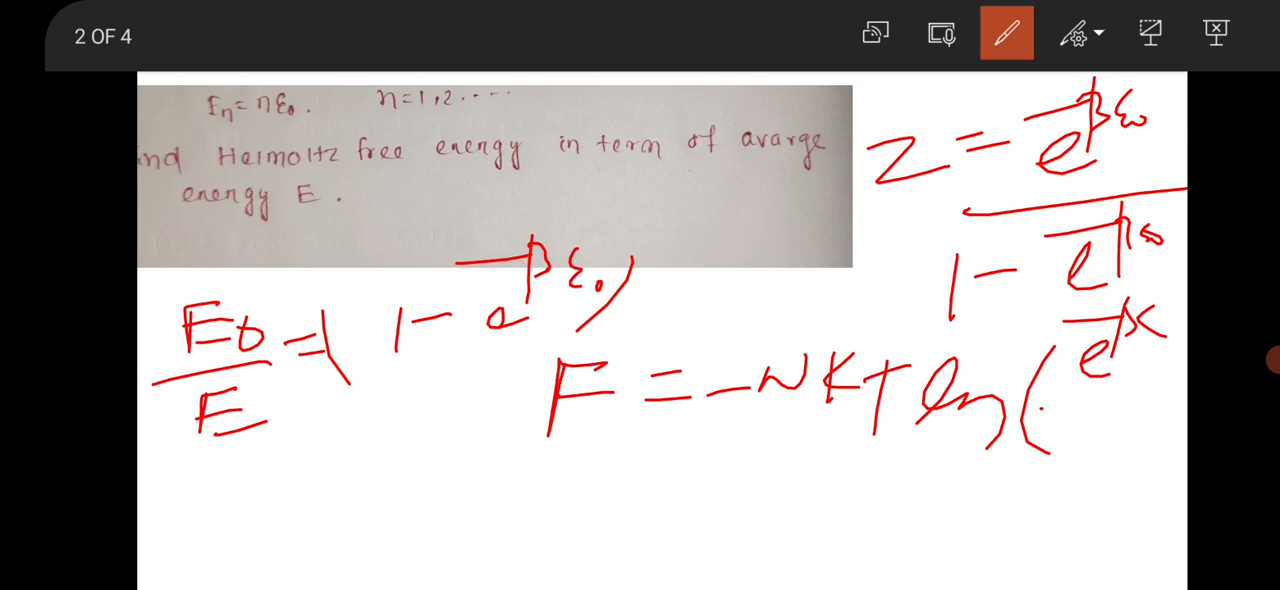 2 OF 4
En = nε₀. n=1,2....
ind Helmoltz free energy in term of avarge
energy E.
Z = e^-βε₀
1 - e^-βε₀
E₀ = ( 1 - e^-βε₀ )
E
F = -NKT ln( e^-βε